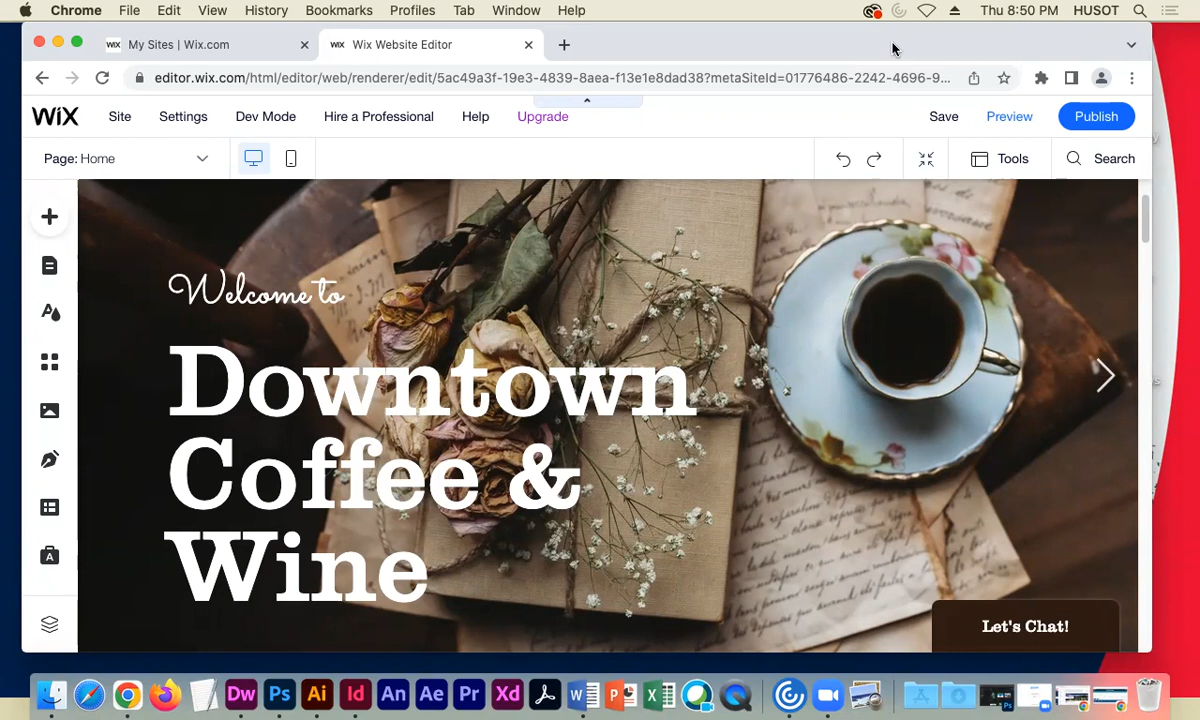 Chrome File Edit View History Bookmarks Profiles Tab Window Help Thu 8:50 PM HUSOT
WiX My Sites | Wix.com WiX Wix Website Editor
editor.wix.com/html/editor/web/renderer/edit/5ac49a3f-19e3-4839-8aea-f13e1e8dad38?metaSiteId=01776486-2242-4696-9...
WiX Site Settings Dev Mode Hire a Professional Help Upgrade Save Preview Publish
Page: Home Tools Search
Welcome to
Downtown
Coffee &
Wine
Let's Chat!
Dw Ps Ai Id An Ae Pr Xd W P X